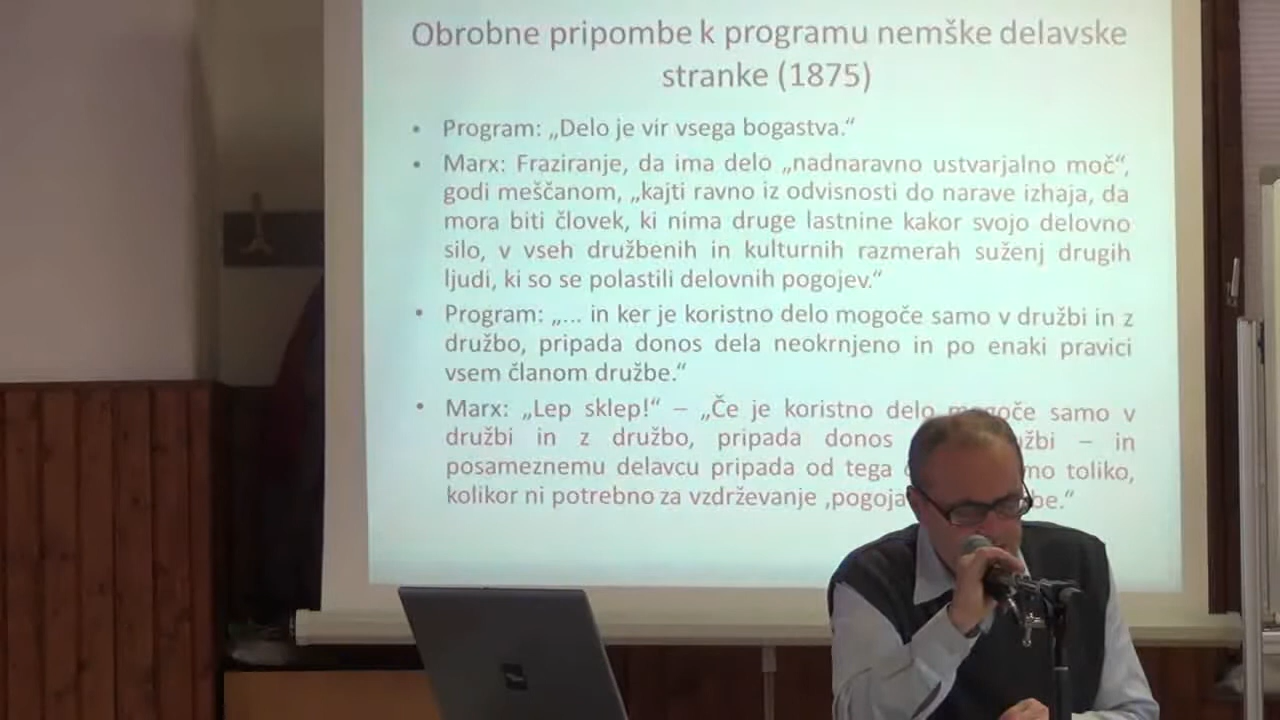 Obrobne pripombe k programu nemške delavske
stranke (1875)
• Program: „Delo je vir vsega bogastva.“
• Marx: Fraziranje, da ima delo „nadnaravno ustvarjalno moč“,
godi meščanom, „kajti ravno iz odvisnosti do narave izhaja, da
mora biti človek, ki nima druge lastnine kakor svojo delovno
silo, v vseh družbenih in kulturnih razmerah suženj drugih
ljudi, ki so se polastili delovnih pogojev.“
• Program: „... in ker je koristno delo mogoče samo v družbi in z
družbo, pripada donos dela neokrnjeno in po enaki pravici
vsem članom družbe.“
• Marx: „Lep sklep!“ – „Če je koristno delo mogoče samo v
družbi in z družbo, pripada donos – in
posameznemu delavcu pripada od tega toliko,
kolikor ni potrebno za vzdrževanje